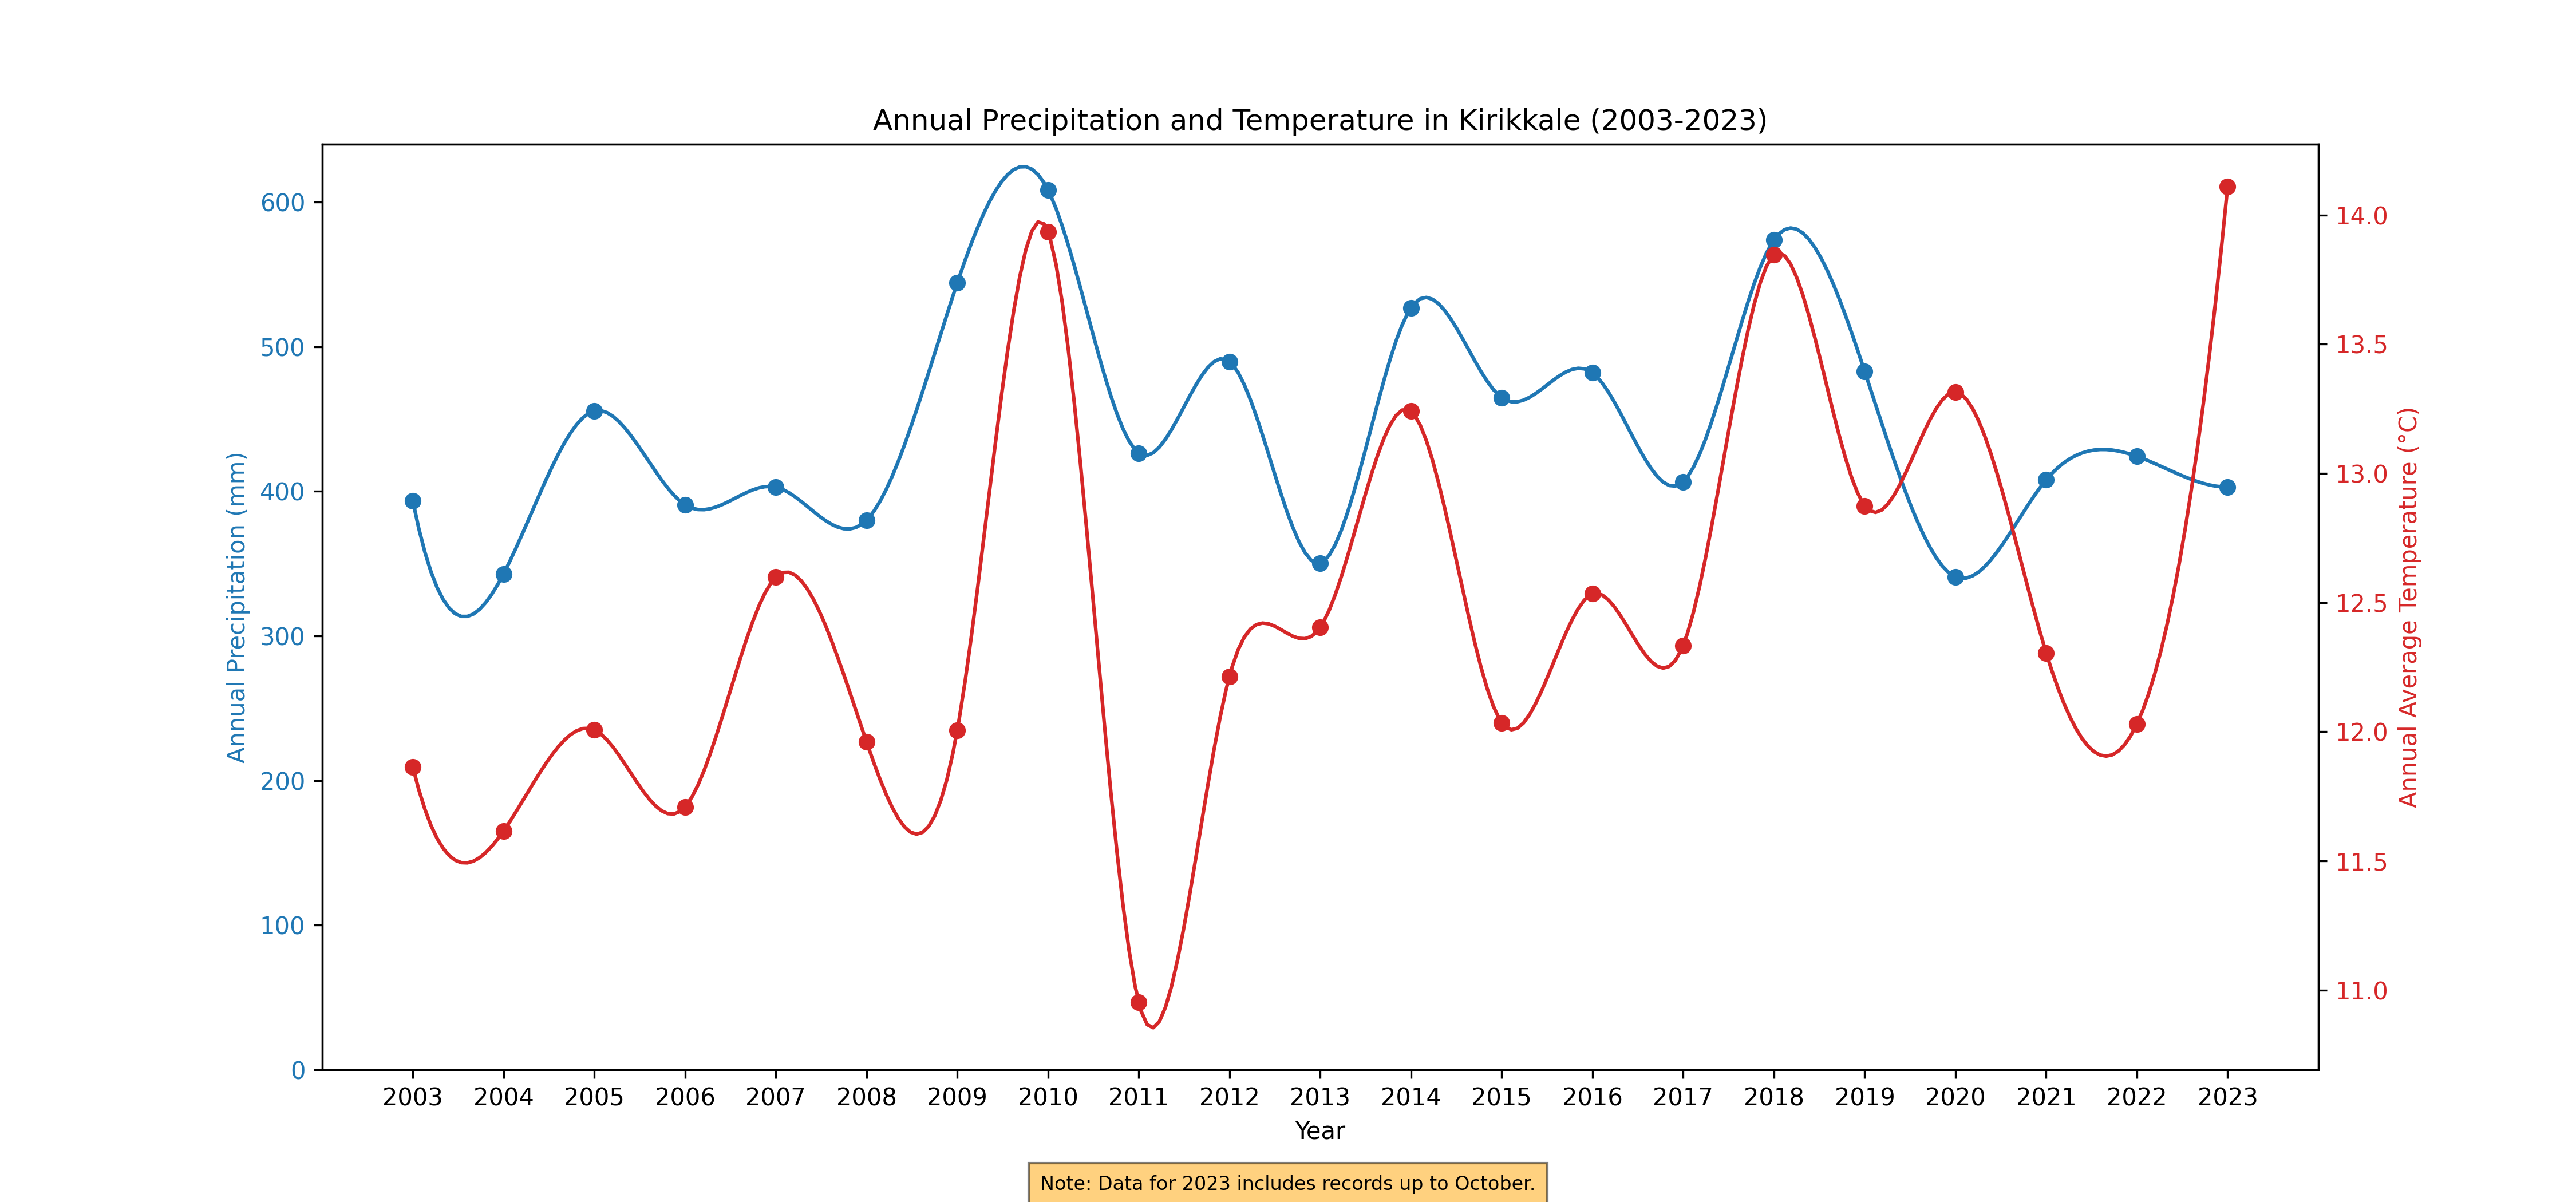 Annual Precipitation and Temperature in Kirikkale (2003-2023)
Annual Precipitation (mm)
600
500
400
300
200
100
0
14.0
13.5
13.0
12.5
12.0
11.5
11.0
Annual Average Temperature (°C)
2003 2004 2005 2006 2007 2008 2009 2010 2011 2012 2013 2014 2015 2016 2017 2018 2019 2020 2021 2022 2023
Year
Note: Data for 2023 includes records up to October.